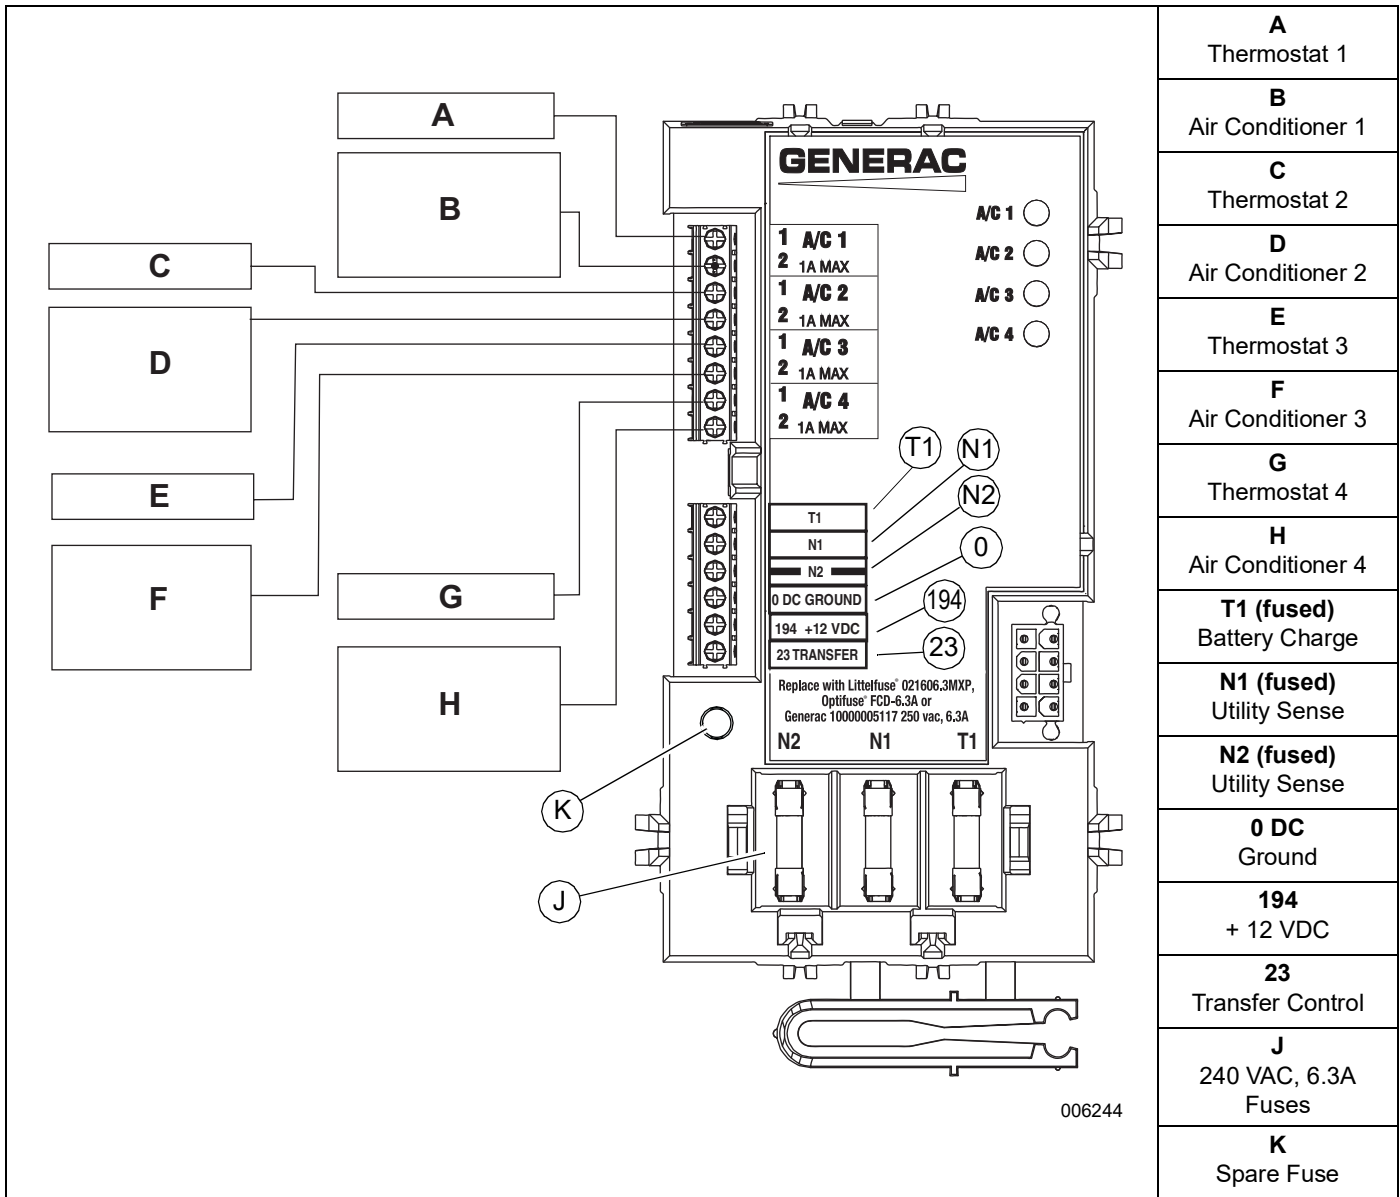 A
B
C
D
E
F
G
H
K
J
GENERAC
A/C 1
A/C 2
A/C 3
A/C 4
1 A/C 1
2 1A MAX
1 A/C 2
2 1A MAX
1 A/C 3
2 1A MAX
1 A/C 4
2 1A MAX
T1
N1
N2
0
194
23
T1
N1
N2
0 DC GROUND
194 +12 VDC
23 TRANSFER
Replace with Littelfuse® 021606.3MXP,
Optifuse® FCD-6.3A or
Generac 10000005117 250 vac, 6.3A
N2 N1 T1
006244
A
Thermostat 1
B
Air Conditioner 1
C
Thermostat 2
D
Air Conditioner 2
E
Thermostat 3
F
Air Conditioner 3
G
Thermostat 4
H
Air Conditioner 4
T1 (fused)
Battery Charge
N1 (fused)
Utility Sense
N2 (fused)
Utility Sense
0 DC
Ground
194
+ 12 VDC
23
Transfer Control
J
240 VAC, 6.3A
Fuses
K
Spare Fuse